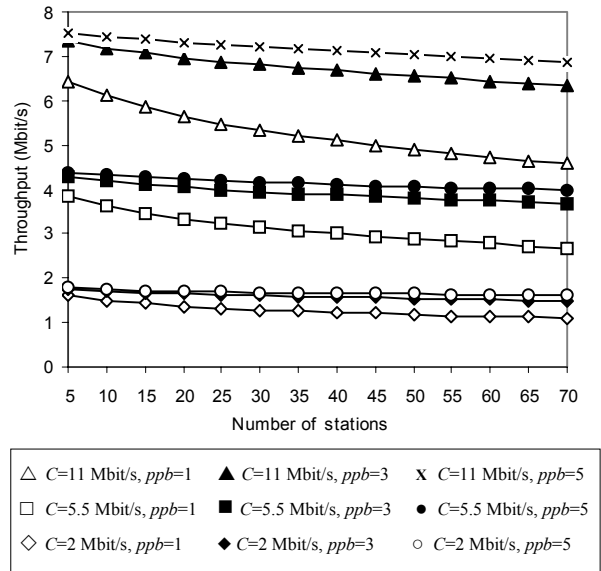 8
7
6
5
4
3
2
1
0
Throughput (Mbit/s)
5 10 15 20 25 30 35 40 45 50 55 60 65 70
Number of stations
C=11 Mbit/s, ppb=1 C=11 Mbit/s, ppb=3 x C=11 Mbit/s, ppb=5
C=5.5 Mbit/s, ppb=1 C=5.5 Mbit/s, ppb=3 C=5.5 Mbit/s, ppb=5
C=2 Mbit/s, ppb=1 C=2 Mbit/s, ppb=3 C=2 Mbit/s, ppb=5